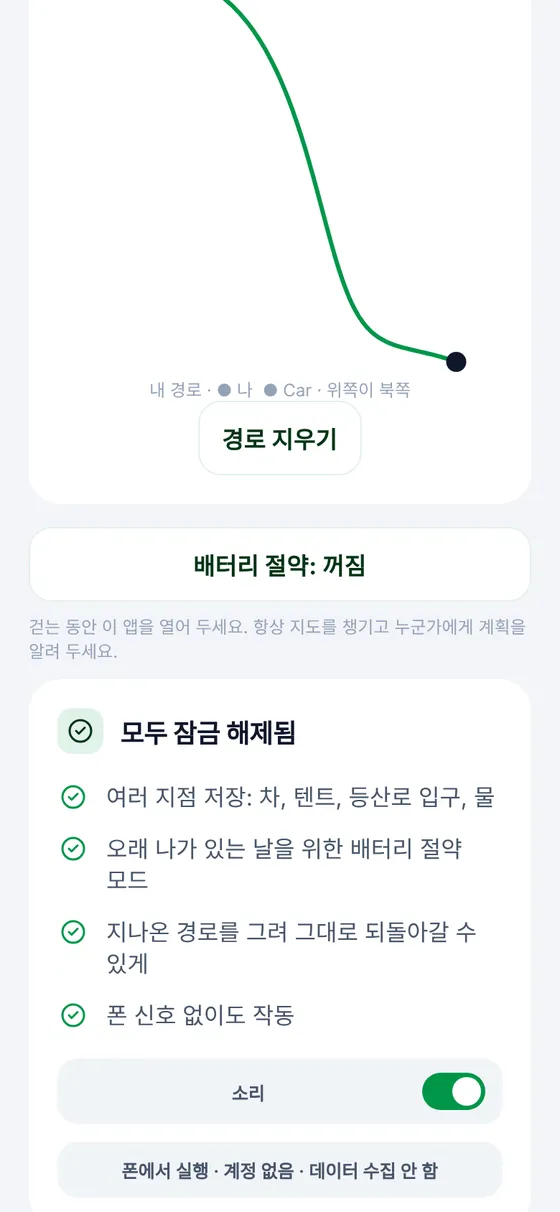 내 경로 · ● 나 ● Car · 위쪽이 북쪽
경로 지우기
배터리 절약: 꺼짐
걷는 동안 이 앱을 열어 두세요. 항상 지도를 챙기고 누군가에게 계획을
알려 두세요.
모두 잠금 해제됨
여러 지점 저장: 차, 텐트, 등산로 입구, 물
오래 나가 있는 날을 위한 배터리 절약
모드
지나온 경로를 그려 그대로 되돌아갈 수
있게
폰 신호 없이도 작동
소리
폰에서 실행 · 계정 없음 · 데이터 수집 안 함